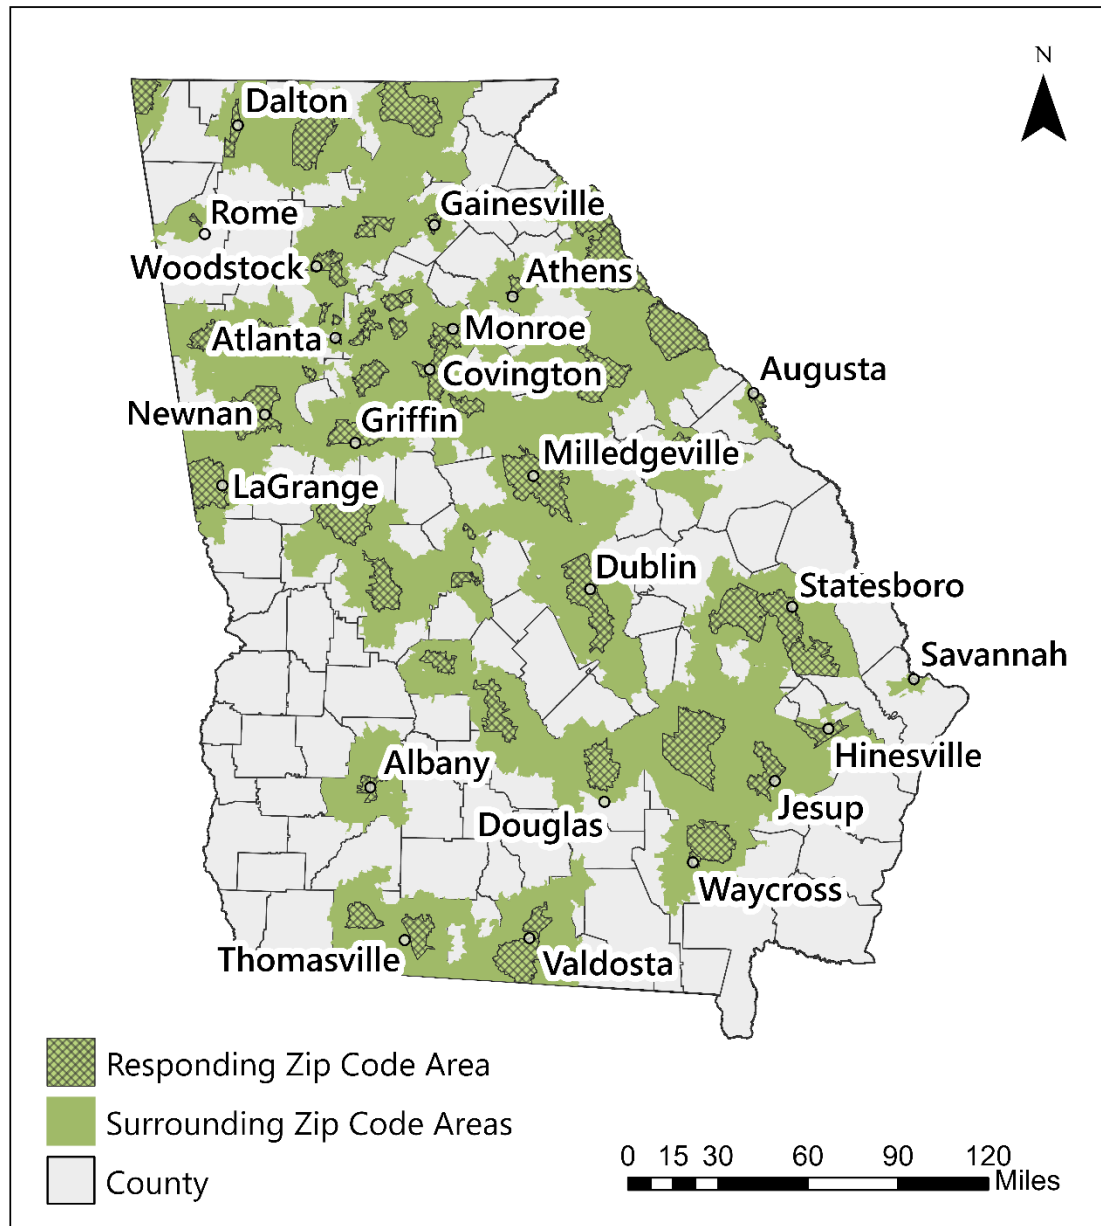 N
Dalton
Gainesville
Rome
Woodstock
Athens
Monroe
Atlanta
Covington
Augusta
Newnan
Griffin
Milledgeville
LaGrange
Dublin
Statesboro
Savannah
Hinesville
Albany
Jesup
Douglas
Waycross
Thomasville
Valdosta
Responding Zip Code Area
Surrounding Zip Code Areas
County
0 15 30 60 90 120
Miles